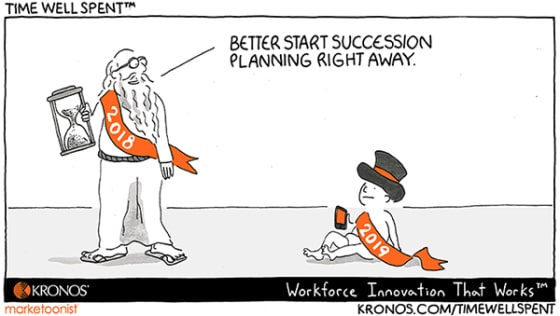 TIME WELL SPENT™
BETTER START SUCCESSION
PLANNING RIGHT AWAY.
2018
2019
KRONOS®
Workforce Innovation That Works™
marketoonist
KRONOS.COM/TIMEWELLSPENT